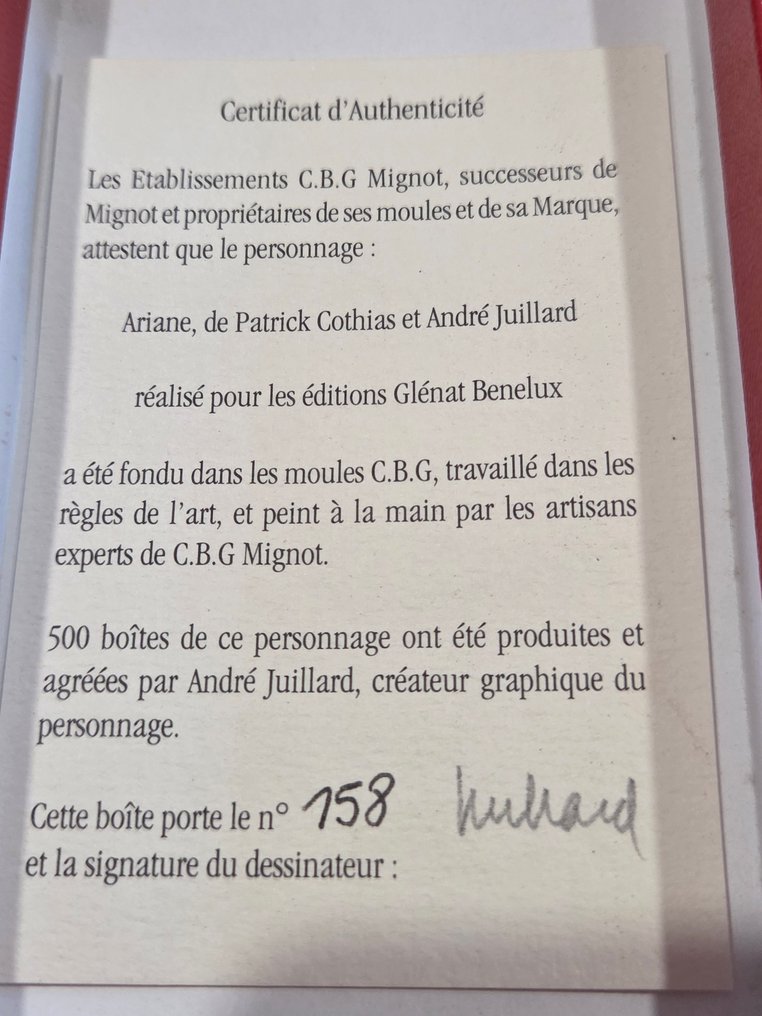 Certificat d'Authenticité
Les Etablissements C.B.G Mignot, successeurs de
Mignot et propriétaires de ses moules et de sa Marque,
attestent que le personnage :
Ariane, de Patrick Cothias et André Juillard
réalisé pour les éditions Glénat Benelux
a été fondu dans les moules C.B.G, travaillé dans les
règles de l'art, et peint à la main par les artisans
experts de C.B.G Mignot.
500 boîtes de ce personnage ont été produites et
agréées par André Juillard, créateur graphique du
personnage.
Cette boîte porte le n° 158 Juillard
et la signature du dessinateur :